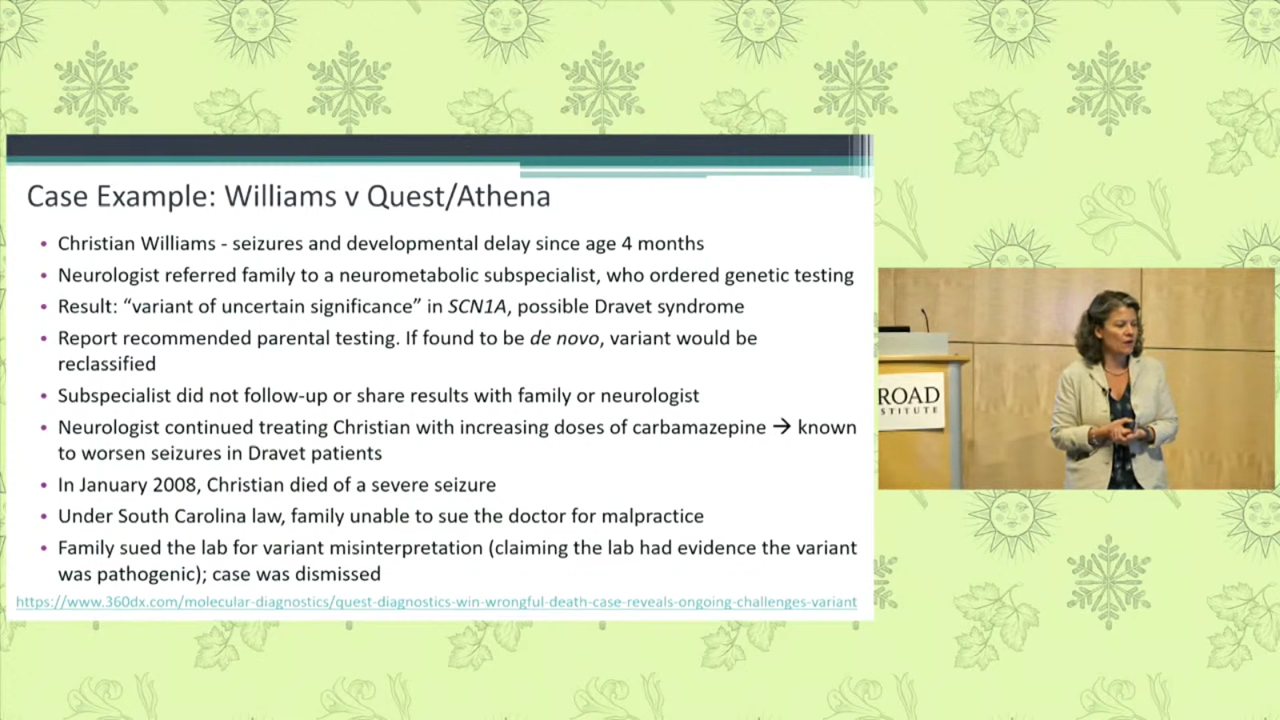 Case Example: Williams v Quest/Athena
• Christian Williams - seizures and developmental delay since age 4 months
• Neurologist referred family to a neurometabolic subspecialist, who ordered genetic testing
• Result: “variant of uncertain significance” in SCN1A, possible Dravet syndrome
• Report recommended parental testing. If found to be de novo, variant would be
reclassified
• Subspecialist did not follow-up or share results with family or neurologist
• Neurologist continued treating Christian with increasing doses of carbamazepine → known
to worsen seizures in Dravet patients
• In January 2008, Christian died of a severe seizure
• Under South Carolina law, family unable to sue the doctor for malpractice
• Family sued the lab for variant misinterpretation (claiming the lab had evidence the variant
was pathogenic); case was dismissed
https://www.360dx.com/molecular-diagnostics/quest-diagnostics-win-wrongful-death-case-reveals-ongoing-challenges-variant
ROAD
STITUTE